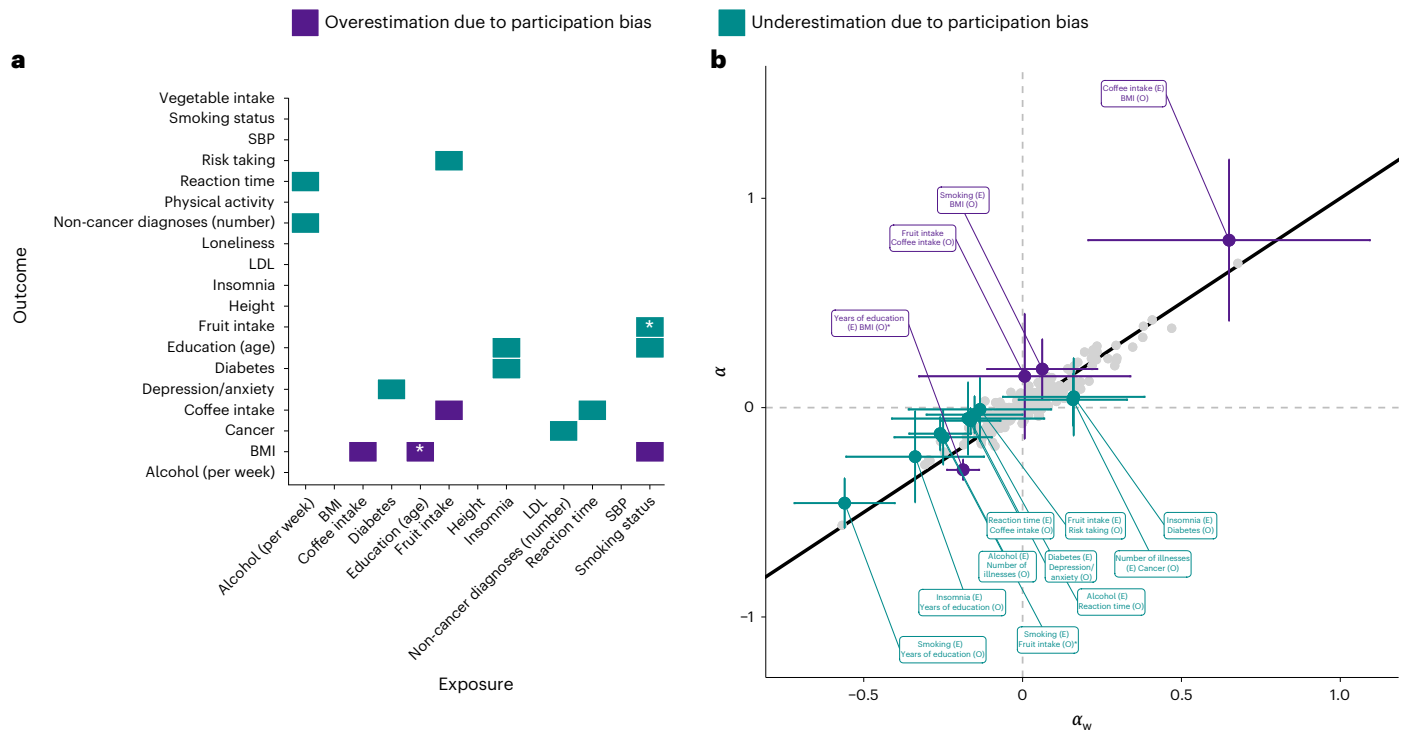 Overestimation due to participation bias
Underestimation due to participation bias
a
Outcome
Vegetable intake
Smoking status
SBP
Risk taking
Reaction time
Physical activity
Non-cancer diagnoses (number)
Loneliness
LDL
Insomnia
Height
Fruit intake
Education (age)
Diabetes
Depression/anxiety
Coffee intake
Cancer
BMI
Alcohol (per week)
*
*
Alcohol (per week)
BMI
Coffee intake
Diabetes
Education (age)
Fruit intake
Height
Insomnia
LDL
Non-cancer diagnoses (number)
Reaction time
SBP
Smoking status
Exposure
b
α
1
0
−1
Coffee intake (E)
BMI (O)
Smoking (E)
BMI (O)
Fruit intake
Coffee intake (O)
Years of education
(E) BMI (O)*
Reaction time (E)
Coffee intake (O)
Fruit intake (E)
Risk taking (O)
Insomnia (E)
Diabetes (O)
Alcohol (E)
Number of
illnesses (O)
Diabetes (E)
Depression/
anxiety (O)
Number of illnesses
(E) Cancer (O)
Insomnia (E)
Years of education (O)
Alcohol (E)
Reaction time (O)
Smoking (E)
Years of education (O)
Smoking (E)
Fruit intake (O)*
−0.5
0
0.5
1.0
αw